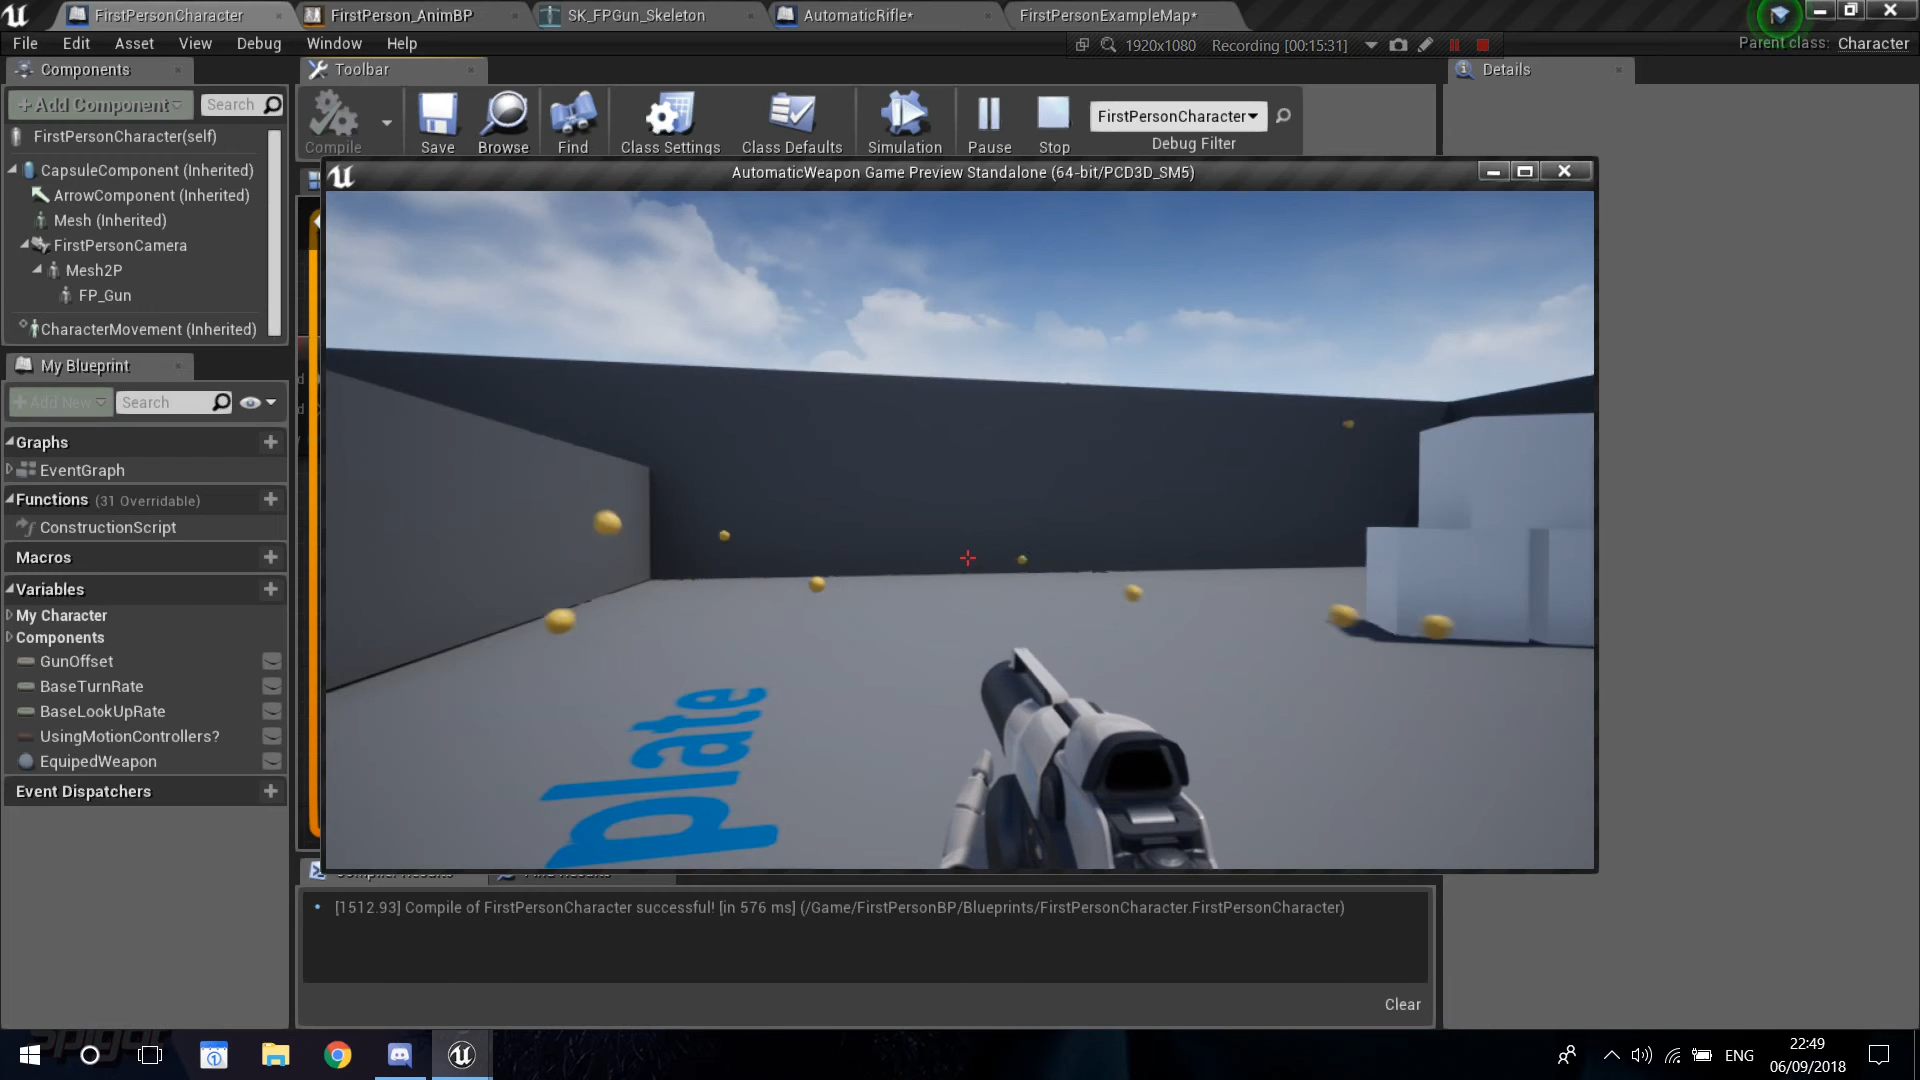 FirstPersonCharacter
FirstPerson_AnimBP
SK_FPGun_Skeleton
AutomaticRifle*
FirstPersonExampleMap*
File Edit Asset View Debug Window Help
1920x1080 Recording [00:15:31]
Parent class: Character
Components
Toolbar
Details
+Add Component
Search
Compile
Save
Browse
Find
Class Settings
Class Defaults
Simulation
Pause
Stop
FirstPersonCharacter
Debug Filter
FirstPersonCharacter(self)
CapsuleComponent (Inherited)
ArrowComponent (Inherited)
Mesh (Inherited)
FirstPersonCamera
Mesh2P
FP_Gun
CharacterMovement (Inherited)
AutomaticWeapon Game Preview Standalone (64-bit/PCD3D_SM5)
My Blueprint
+Add New
Search
Graphs
EventGraph
Functions (31 Overridable)
ConstructionScript
Macros
Variables
My Character
Components
GunOffset
BaseTurnRate
BaseLookUpRate
UsingMotionControllers?
EquipedWeapon
Event Dispatchers
plate
[1512.93] Compile of FirstPersonCharacter successful! [in 576 ms] (/Game/FirstPersonBP/Blueprints/FirstPersonCharacter.FirstPersonCharacter)
Clear
ENG
22:49
06/09/2018